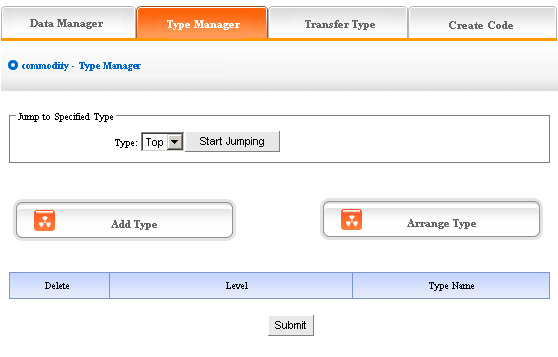 Data Manager Type Manager Transfer Type Create Code
commodity - Type Manager
Jump to Specified Type
Type: Top Start Jumping
Add Type Arrange Type
Delete Level Type Name
Submit